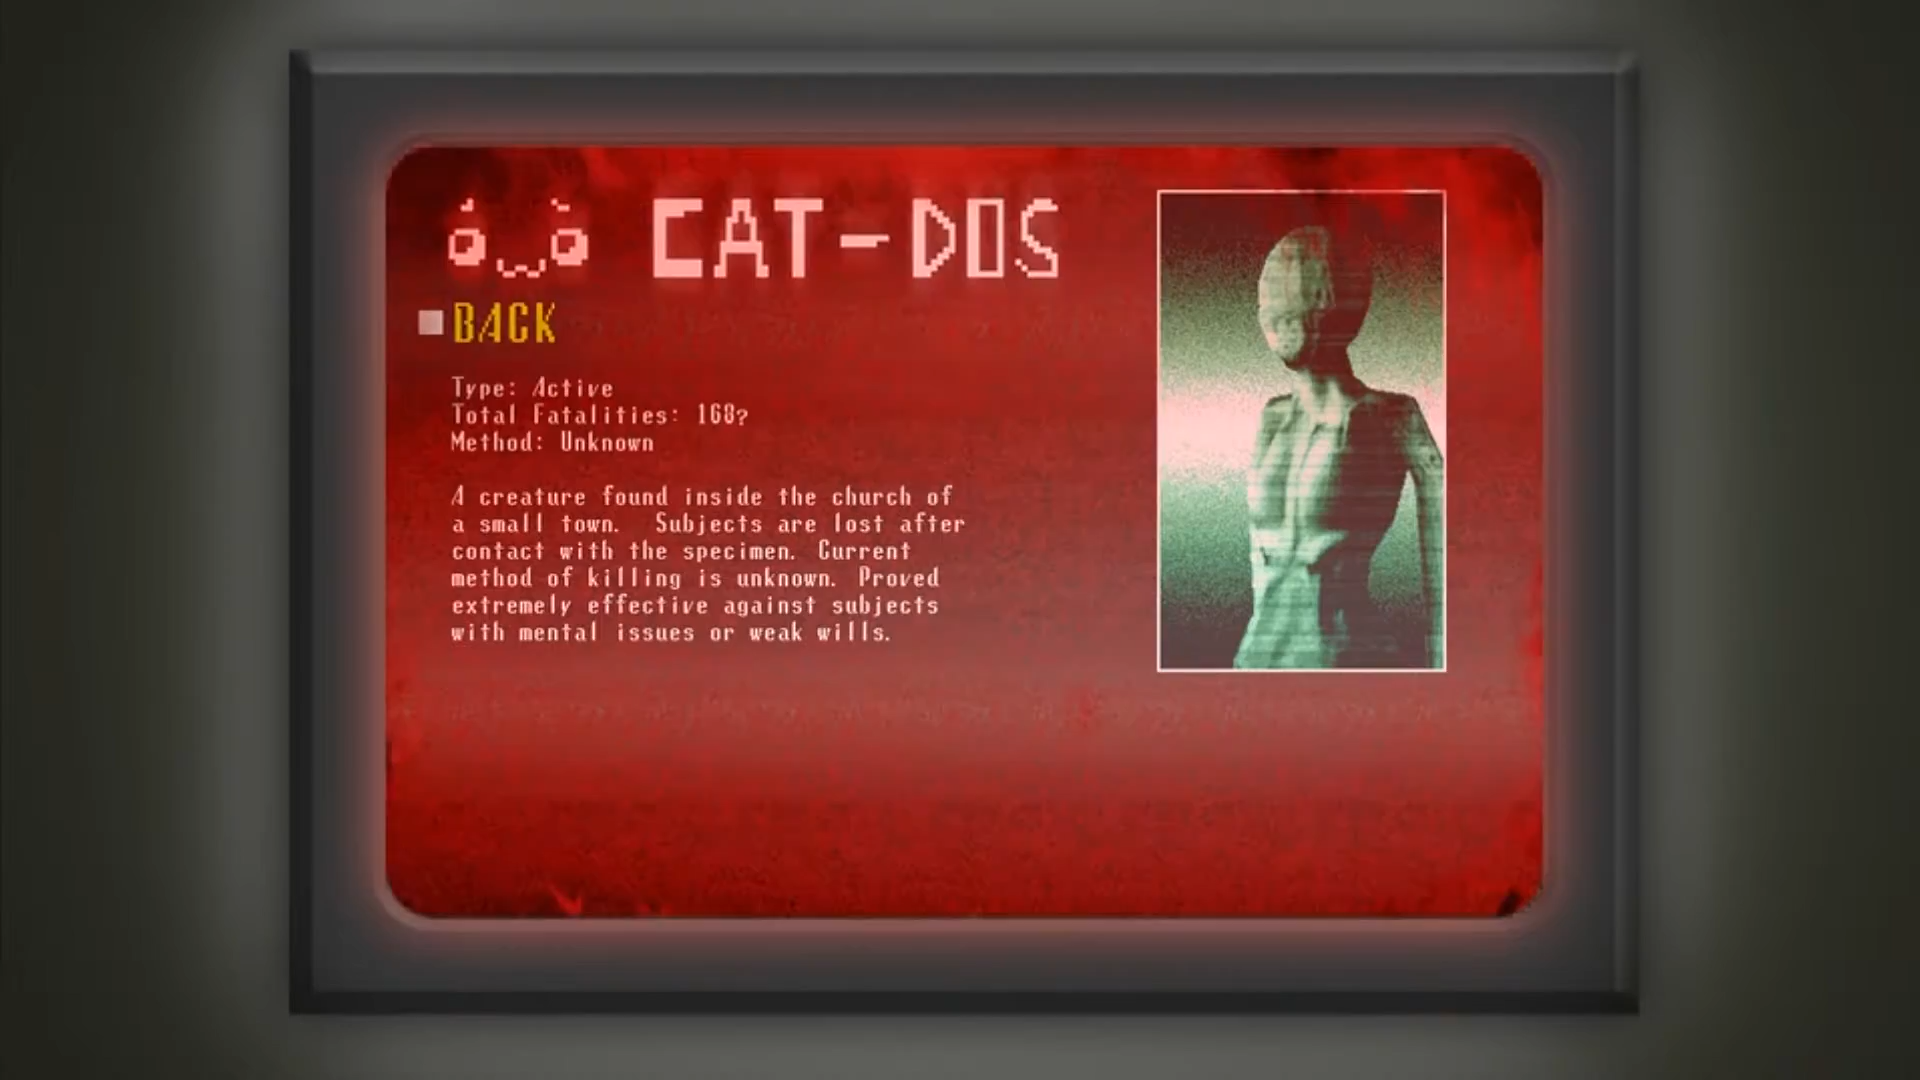 CAT-DOS
BACK
Type: Active
Total Fatalities: 168?
Method: Unknown
A creature found inside the church of
a small town. Subjects are lost after
contact with the specimen. Current
method of killing is unknown. Proved
extremely effective against subjects
with mental issues or weak wills.